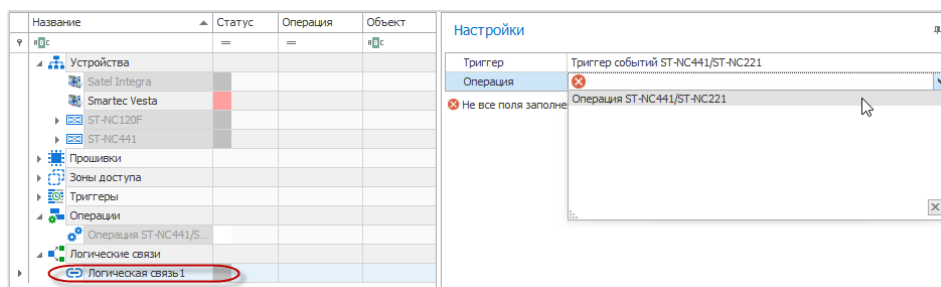 Название Статус Операция Объект
= =
Устройства
Satel Integra
Smartec Vesta
ST-NC120F
ST-NC441
Прошивки
Зоны доступа
Триггеры
Операции
Операция ST-NC441/S...
Логические связи
Логическая связь1
Настройки
Триггер Триггер событий ST-NC441/ST-NC221
Операция
Не все поля заполне
Операция ST-NC441/ST-NC221